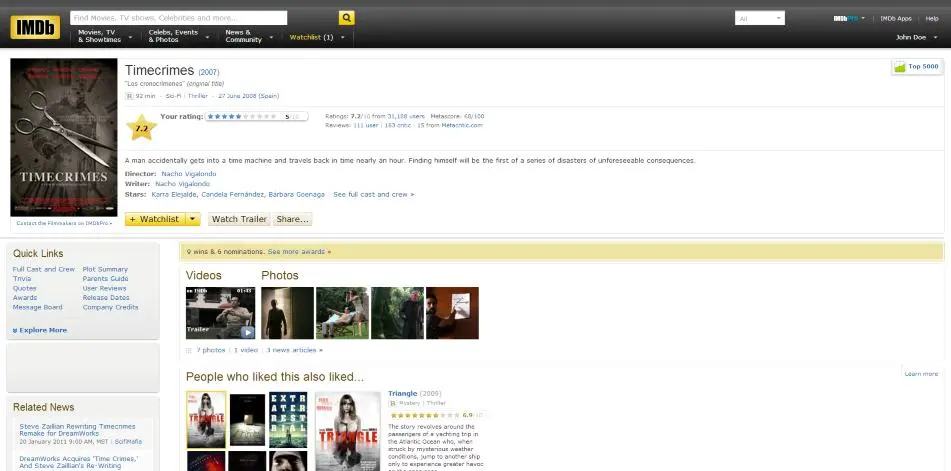 IMDb
Find Movies, TV shows, Celebrities and more...
All
IMDbPRO
IMDb Apps
Help
Movies, TV & Showtimes
Celebs, Events & Photos
News & Community
Watchlist (1)
John Doe
Timecrimes (2007)
"Los cronocrímenes" (original title)
R 92 min - Sci-Fi | Thriller - 27 June 2008 (Spain)
Top 5000
7.2
Your rating: 5/10
Ratings: 7.2/10 from 31,188 users Metascore: 68/100
Reviews: 111 user | 163 critic | 15 from Metacritic.com
A man accidentally gets into a time machine and travels back in time nearly an hour. Finding himself will be the first of a series of disasters of unforeseeable consequences.
Director: Nacho Vigalondo
Writer: Nacho Vigalondo
Stars: Karra Elejalde, Candela Fernández, Bárbara Goenaga See full cast and crew »
TIMECRIMES
+ Watchlist
Watch Trailer
Share...
Contact the Filmmakers on IMDbPro »
Quick Links
Full Cast and Crew
Plot Summary
Trivia
Parents Guide
Quotes
User Reviews
Awards
Release Dates
Message Board
Company Credits
Explore More
9 wins & 6 nominations. See more awards »
Videos
Photos
on IMDb 01:43
Trailer
7 photos | 1 video | 3 news articles »
People who liked this also liked...
Learn more
TRIANGLE
EXTRATERRESTRIAL
TRIANGLE
Triangle (2009)
R Mystery | Thriller
6.9/10
The story revolves around the
passengers of a yachting trip in
the Atlantic Ocean who, when
struck by mysterious weather
conditions, jump to another ship
only to experience greater havoc
Related News
Steve Zaillian Rewriting Timecrimes
Remake for DreamWorks
20 January 2011 9:00 AM, MST | SciFiMafia
DreamWorks Acquires 'Time Crimes,'
And Steve Zaillian's Re-Writing